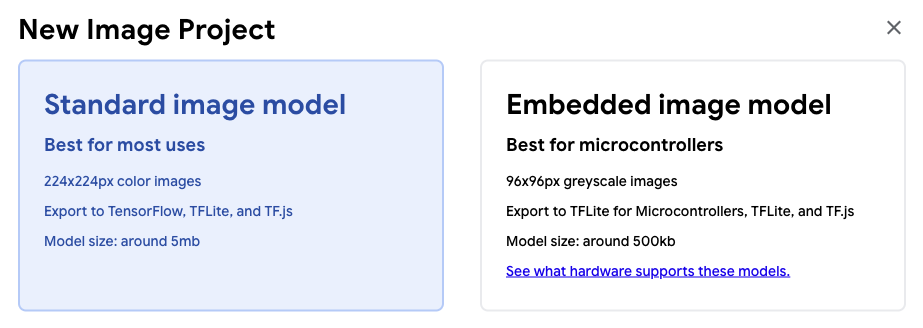 New Image Project
Standard image model
Best for most uses
224x224px color images
Export to TensorFlow, TFLite, and TF.js
Model size: around 5mb
Embedded image model
Best for microcontrollers
96x96px greyscale images
Export to TFLite for Microcontrollers, TFLite, and TF.js
Model size: around 500kb
See what hardware supports these models.